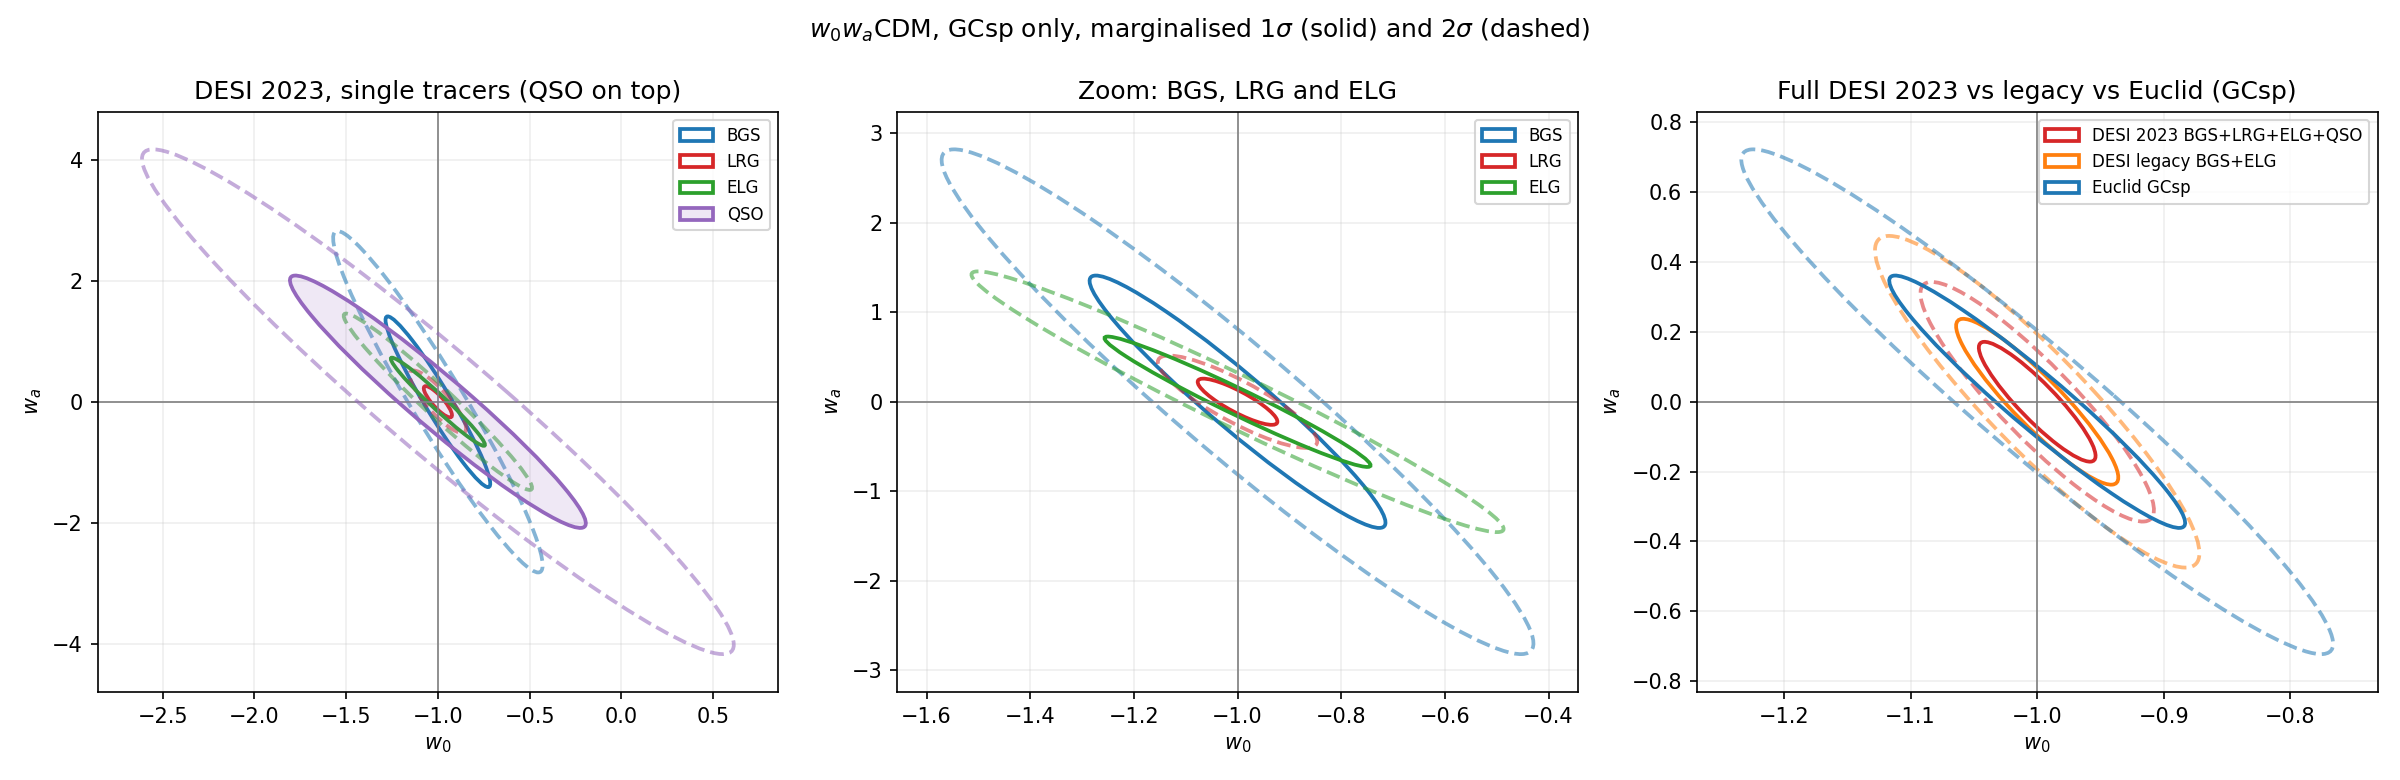 w₀wₐCDM, GCsp only, marginalised 1σ (solid) and 2σ (dashed)
DESI 2023, single tracers (QSO on top)
BGS
LRG
ELG
QSO
4
2
0
−2
−4
wₐ
−2.5
−2.0
−1.5
−1.0
−0.5
0.0
0.5
w₀
Zoom: BGS, LRG and ELG
BGS
LRG
ELG
3
2
1
0
−1
−2
−3
wₐ
−1.6
−1.4
−1.2
−1.0
−0.8
−0.6
−0.4
w₀
Full DESI 2023 vs legacy vs Euclid (GCsp)
DESI 2023 BGS+LRG+ELG+QSO
DESI legacy BGS+ELG
Euclid GCsp
0.8
0.6
0.4
0.2
0.0
−0.2
−0.4
−0.6
−0.8
wₐ
−1.2
−1.1
−1.0
−0.9
−0.8
w₀